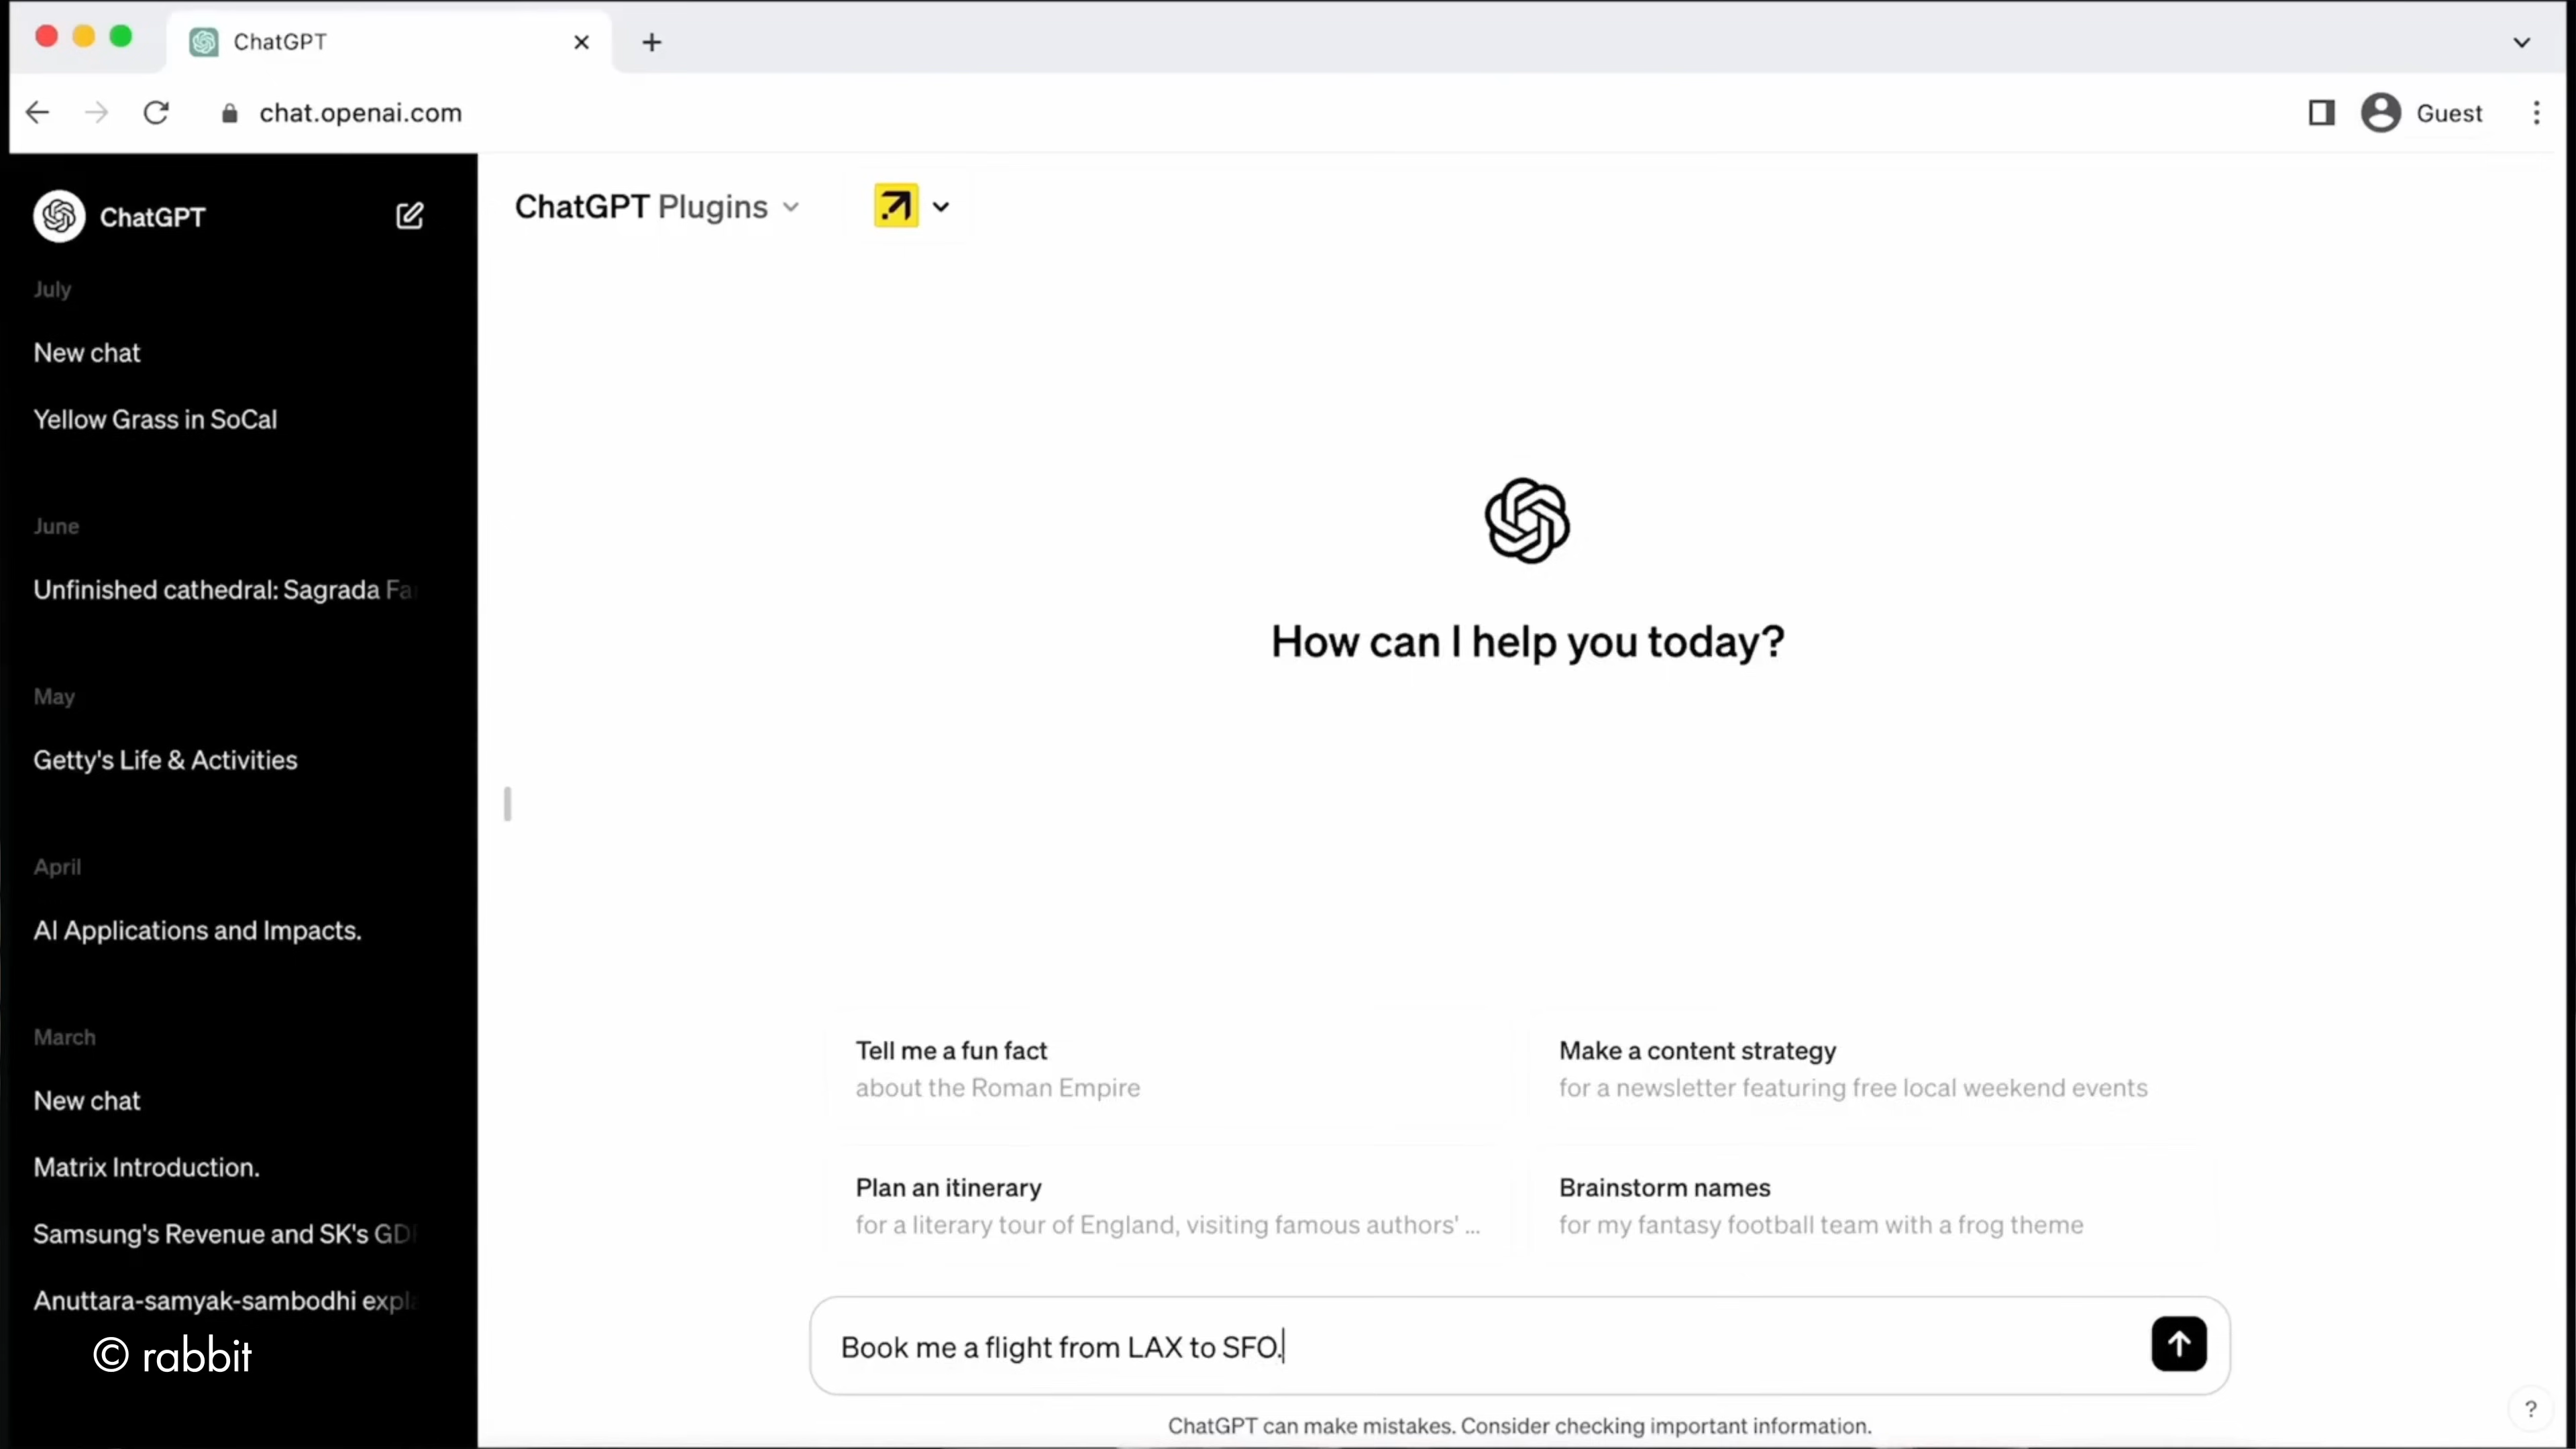 ChatGPT
chat.openai.com
Guest
ChatGPT
July
New chat
Yellow Grass in SoCal
June
Unfinished cathedral: Sagrada Fa
May
Getty's Life & Activities
April
AI Applications and Impacts.
March
New chat
Matrix Introduction.
Samsung's Revenue and SK's GD
Anuttara-samyak-sambodhi expla
© rabbit
ChatGPT Plugins
How can I help you today?
Tell me a fun fact
about the Roman Empire
Make a content strategy
for a newsletter featuring free local weekend events
Plan an itinerary
for a literary tour of England, visiting famous authors' ...
Brainstorm names
for my fantasy football team with a frog theme
Book me a flight from LAX to SFO.
ChatGPT can make mistakes. Consider checking important information.
?